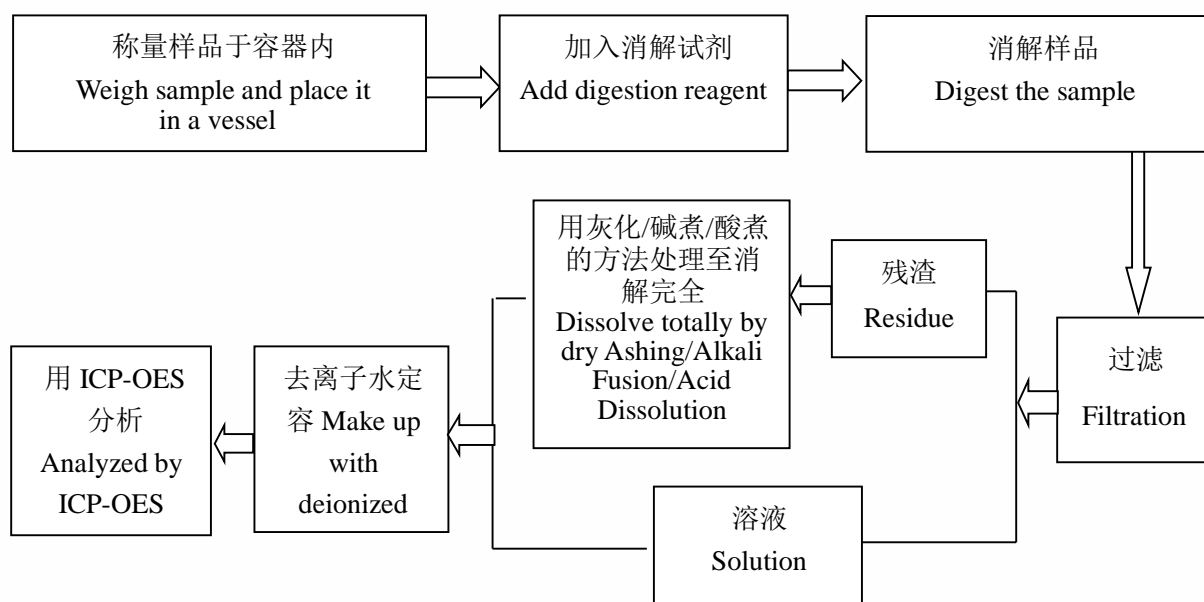 称量样品于容器内
Weigh sample and place it
in a vessel
加入消解试剂
Add digestion reagent
消解样品
Digest the sample
过滤
Filtration
残渣
Residue
用灰化/碱煮/酸煮
的方法处理至消
解完全
Dissolve totally by
dry Ashing/Alkali
Fusion/Acid
Dissolution
溶液
Solution
去离子水定
容 Make up
with
deionized
用 ICP-OES
分析
Analyzed by
ICP-OES